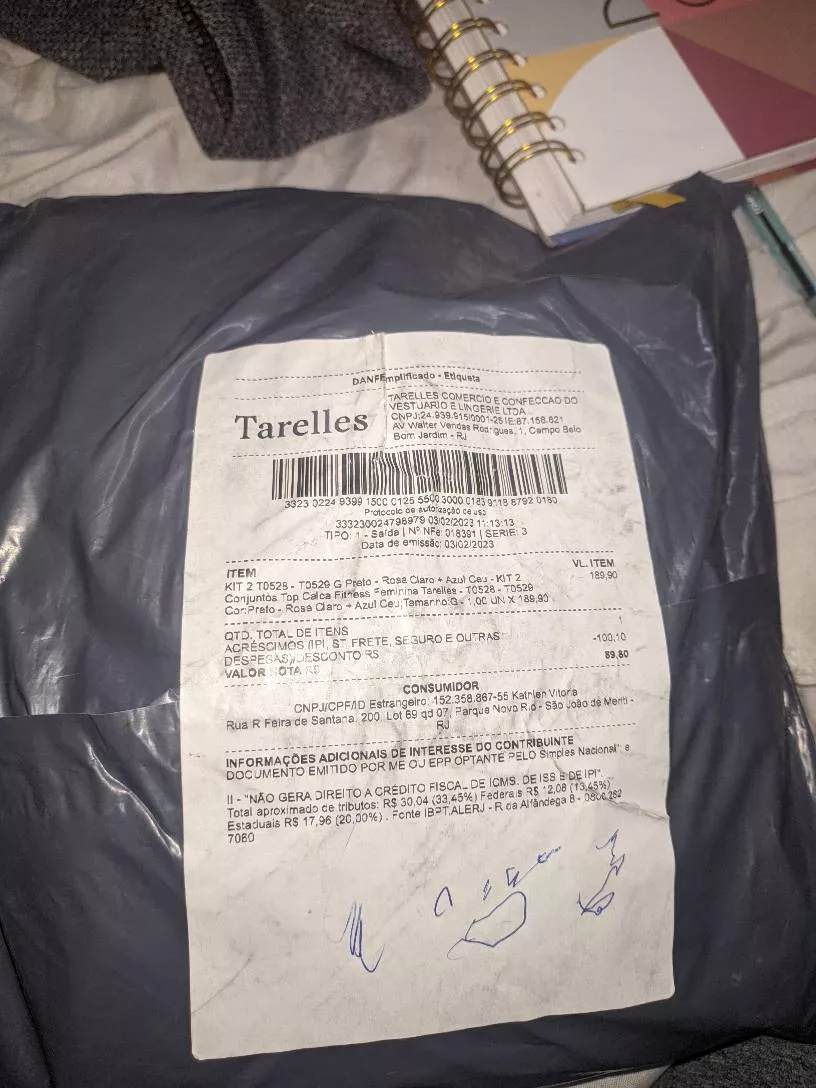 DANFEmplificado - Etiqueta
Tarelles
TARELLES COMERCIO E CONFECCAO DO
VESTUARIO E LINGERIE LTDA
CNPJ:24.939.915/0001-25 IE:87.158.821
AV Walter Vendas Rodrigues, 1, Campo Belo
Bom Jardim - RJ
3323 0224 9399 1500 0125 5500 3000 0183 9118 8792 0180
Protocolo de autorização de uso
333230024798979 03/02/2023 11:13:13
TIPO: 1 - Saída | Nº NFe: 018391 | SERIE: 3
Data de emissão: 03/02/2023
ITEM VL. ITEM
KIT 2 T0528 - T0529 G Preto - Rosa Claro + Azul Ceu - KIT 2 189,90
Conjuntos Top Calca Fitness Feminina Tarelles - T0528 - T0529
Cor:Preto - Rosa Claro + Azul Ceu;Tamanho:G - 1,00 UN X 189,90
QTD. TOTAL DE ITENS 1
ACRÉSCIMOS (IPI, ST, FRETE, SEGURO E OUTRAS -100,10
DESPESAS)/DESCONTO R$
VALOR NOTA R$ 89,80
CONSUMIDOR
CNPJ/CPF/ID Estrangeiro: 152.358.867-55 Kathlen Vitoria
Rua R Feira de Santana, 200, Lot 69 qd 07, Parque Novo Rio - São João de Meriti -
RJ
INFORMAÇÕES ADICIONAIS DE INTERESSE DO CONTRIBUINTE
DOCUMENTO EMITIDO POR ME OU EPP OPTANTE PELO Simples Nacional" e
II - "NÃO GERA DIREITO A CRÉDITO FISCAL DE ICMS, DE ISS E DE IPI".
Total aproximado de tributos: R$ 30,04 (33,45%) Federais R$ 12,08 (13,45%)
Estaduais R$ 17,96 (20,00%) . Fonte IBPT.ALERJ - R da Alfândega 8 - 0800 282
7060